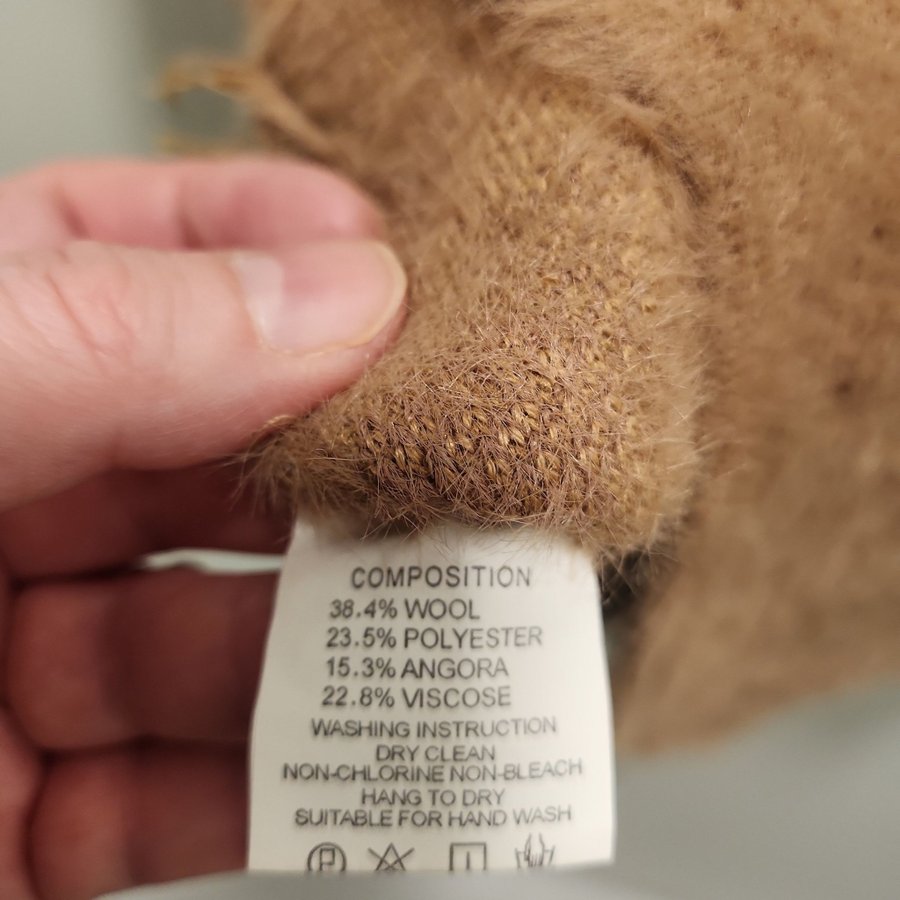 COMPOSITION
38.4% WOOL
23.5% POLYESTER
15.3% ANGORA
22.8% VISCOSE
WASHING INSTRUCTION
DRY CLEAN
NON-CHLORINE NON-BLEACH
HANG TO DRY
SUITABLE FOR HAND WASH
P